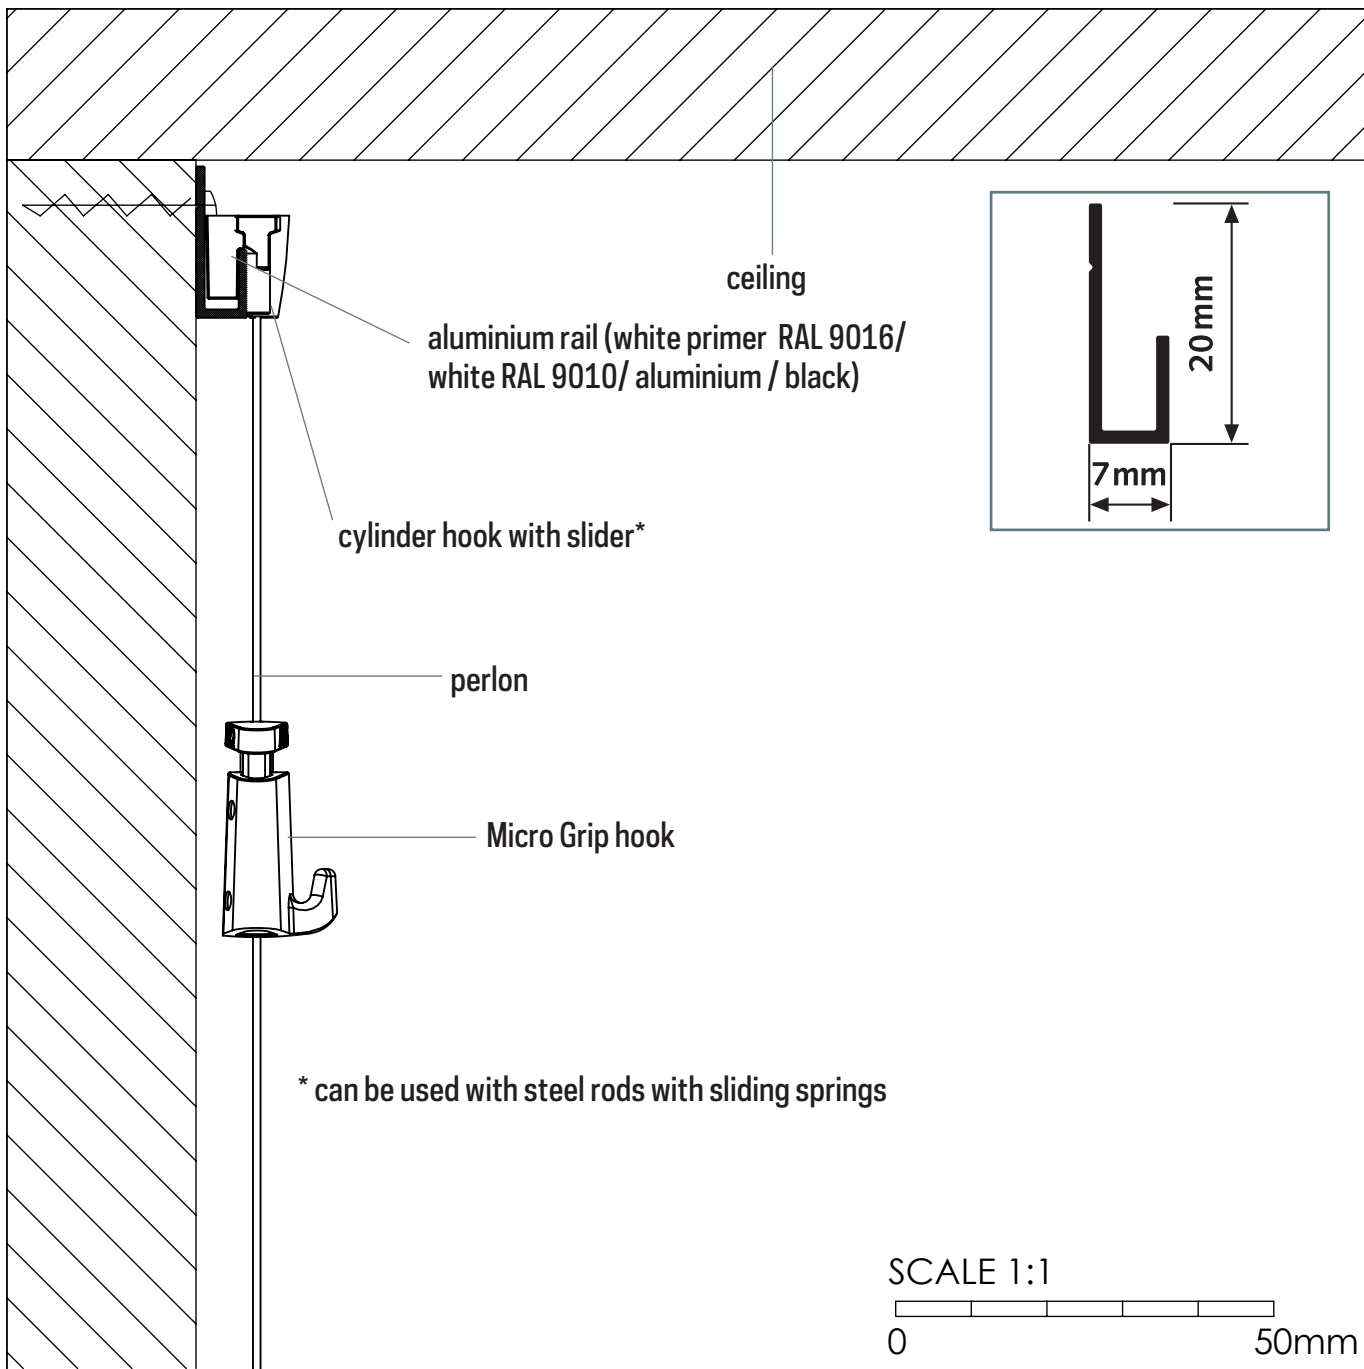 ceiling
aluminium rail (white primer RAL 9016/
white RAL 9010/ aluminium / black)
20mm
7mm
cylinder hook with slider*
perlon
Micro Grip hook
* can be used with steel rods with sliding springs
SCALE 1:1
0 50mm